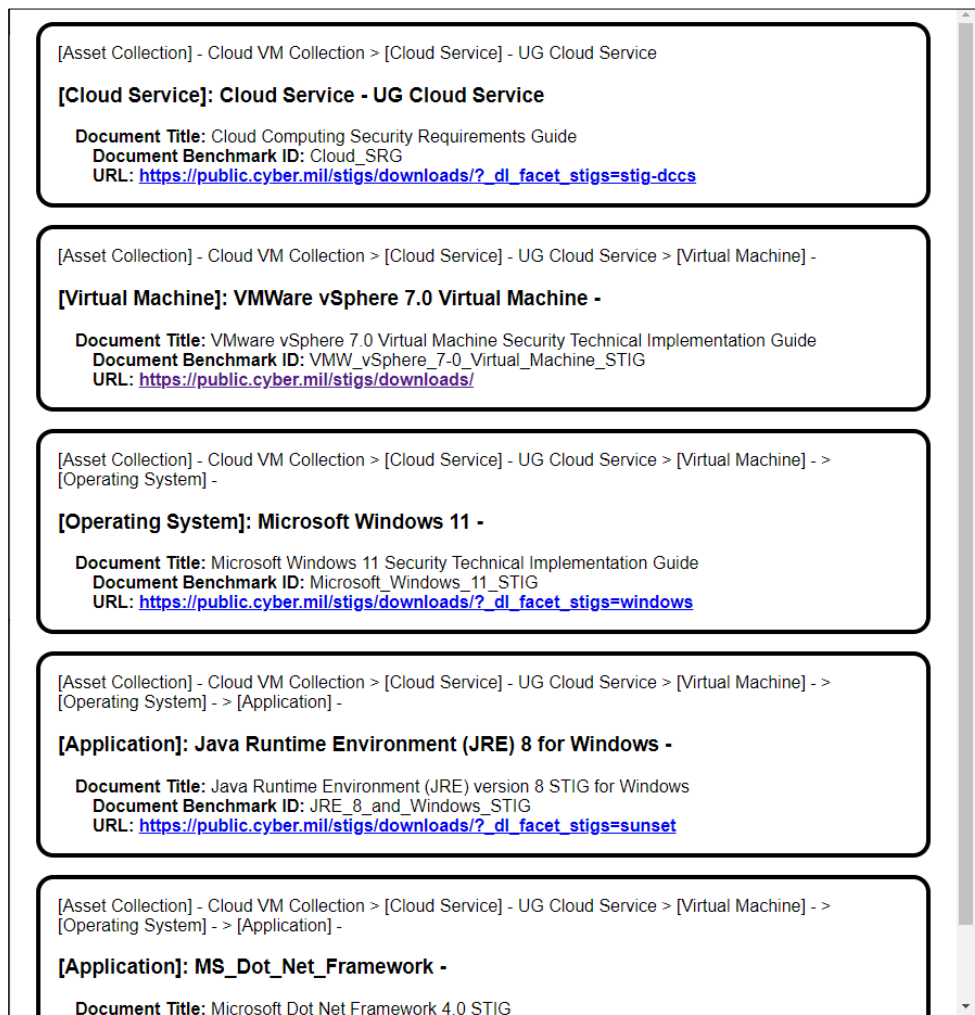 [Asset Collection] - Cloud VM Collection > [Cloud Service] - UG Cloud Service
[Cloud Service]: Cloud Service - UG Cloud Service
Document Title: Cloud Computing Security Requirements Guide
Document Benchmark ID: Cloud_SRG
URL: https://public.cyber.mil/stigs/downloads/?_dl_facet_stigs=stig-dccs
[Asset Collection] - Cloud VM Collection > [Cloud Service] - UG Cloud Service > [Virtual Machine] -
[Virtual Machine]: VMWare vSphere 7.0 Virtual Machine -
Document Title: VMware vSphere 7.0 Virtual Machine Security Technical Implementation Guide
Document Benchmark ID: VMW_vSphere_7-0_Virtual_Machine_STIG
URL: https://public.cyber.mil/stigs/downloads/
[Asset Collection] - Cloud VM Collection > [Cloud Service] - UG Cloud Service > [Virtual Machine] - >
[Operating System] -
[Operating System]: Microsoft Windows 11 -
Document Title: Microsoft Windows 11 Security Technical Implementation Guide
Document Benchmark ID: Microsoft_Windows_11_STIG
URL: https://public.cyber.mil/stigs/downloads/?_dl_facet_stigs=windows
[Asset Collection] - Cloud VM Collection > [Cloud Service] - UG Cloud Service > [Virtual Machine] - >
[Operating System] - > [Application] -
[Application]: Java Runtime Environment (JRE) 8 for Windows -
Document Title: Java Runtime Environment (JRE) version 8 STIG for Windows
Document Benchmark ID: JRE_8_and_Windows_STIG
URL: https://public.cyber.mil/stigs/downloads/?_dl_facet_stigs=sunset
[Asset Collection] - Cloud VM Collection > [Cloud Service] - UG Cloud Service > [Virtual Machine] - >
[Operating System] - > [Application] -
[Application]: MS_Dot_Net_Framework -
Document Title: Microsoft Dot Net Framework 4.0 STIG